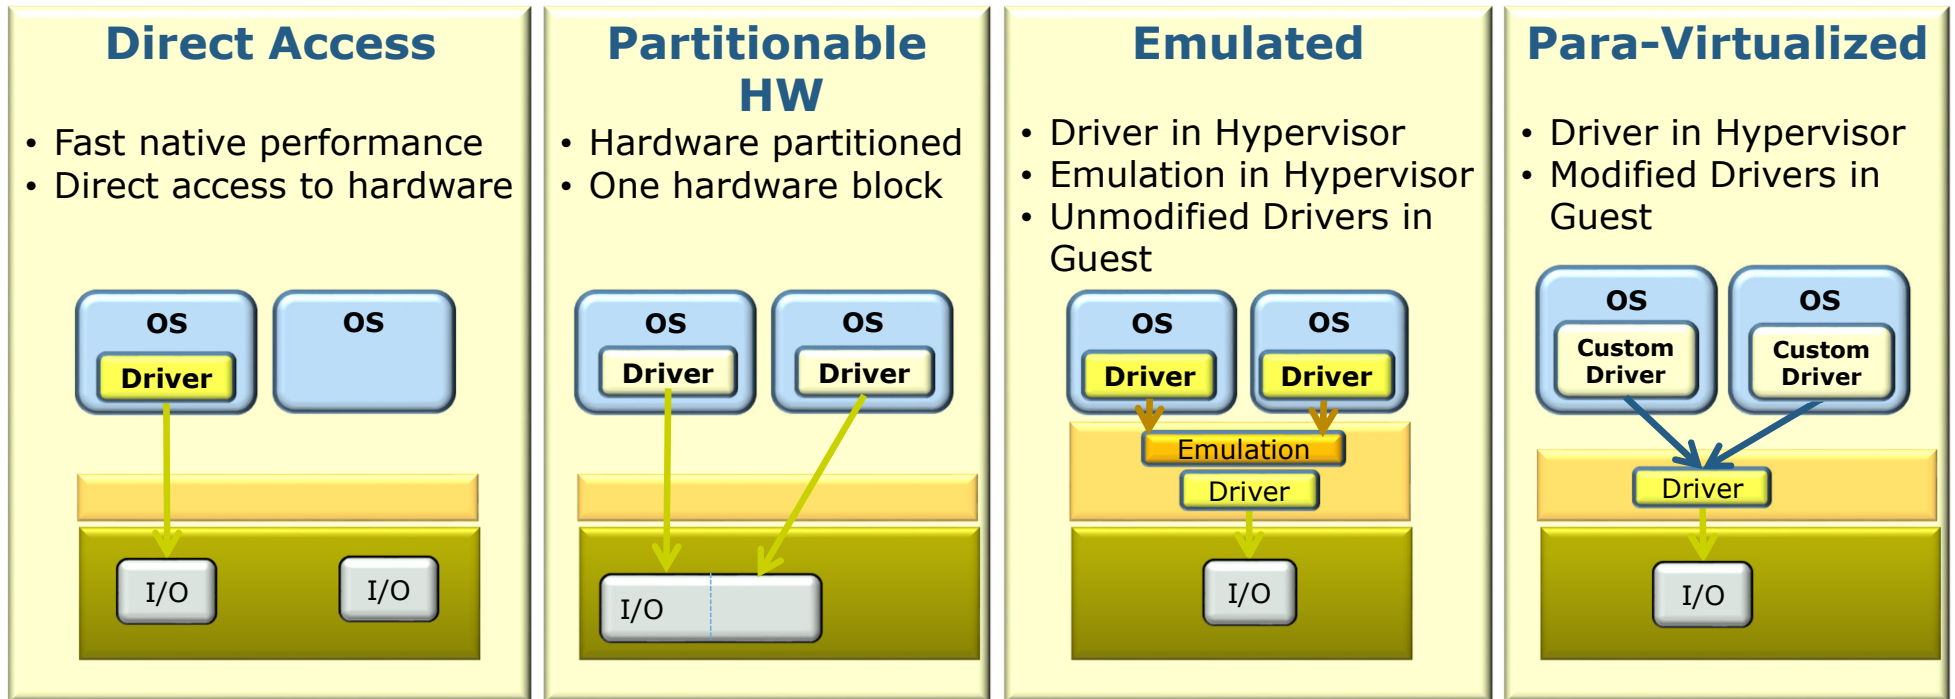 Direct Access
• Fast native performance
• Direct access to hardware
OS
Driver
OS
I/O
I/O
Partitionable
HW
• Hardware partitioned
• One hardware block
OS
Driver
OS
Driver
I/O
Emulated
• Driver in Hypervisor
• Emulation in Hypervisor
• Unmodified Drivers in
Guest
OS
Driver
OS
Driver
Emulation
Driver
I/O
Para-Virtualized
• Driver in Hypervisor
• Modified Drivers in
Guest
OS
Custom
Driver
OS
Custom
Driver
Driver
I/O